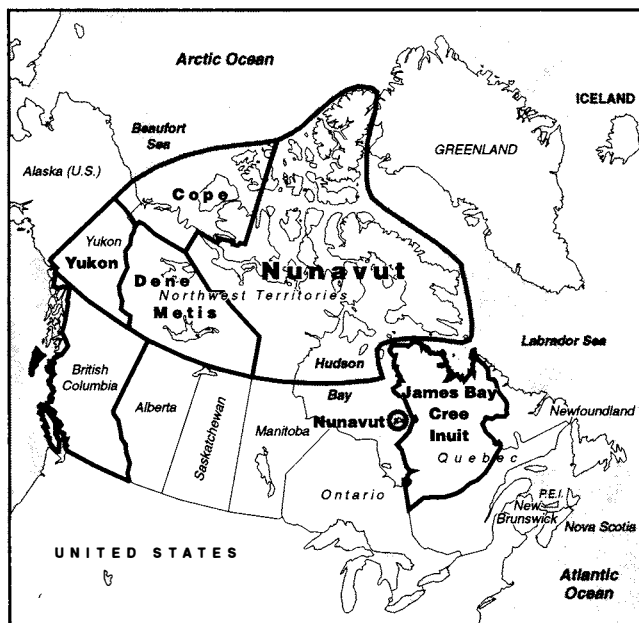 Arctic Ocean
ICELAND
Beaufort
Sea
GREENLAND
Alaska (U.S.)
Cope
Yukon
Yukon
Nunavut
Dene
Northwest Territories
Metis
Labrador Sea
Hudson
Bay
British
Columbia
Alberta
Saskatchewan
Manitoba
Nunavut
James Bay
Cree
Inuit
Quebec
Newfoundland
Ontario
P.E.I.
New
Brunswick
Nova Scotia
UNITED STATES
Atlantic
Ocean